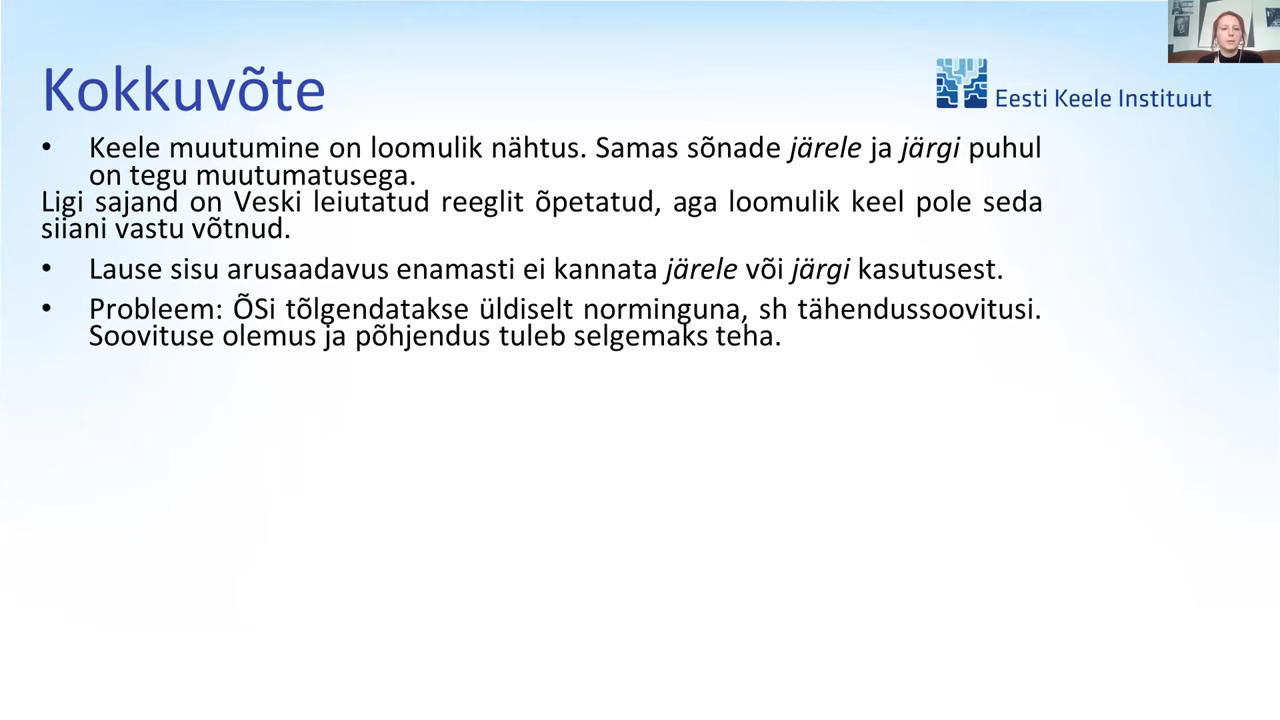 Kokkuvõte
Eesti Keele Instituut
• Keele muutumine on loomulik nähtus. Samas sõnade järele ja järgi puhul
on tegu muutumatusega.
Ligi sajand on Veski leiutatud reeglit õpetatud, aga loomulik keel pole seda
siiani vastu võtnud.
• Lause sisu arusaadavus enamasti ei kannata järele või järgi kasutusest.
• Probleem: ÕSi tõlgendatakse üldiselt norminguna, sh tähendussoovitusi.
Soovituse olemus ja põhjendus tuleb selgemaks teha.